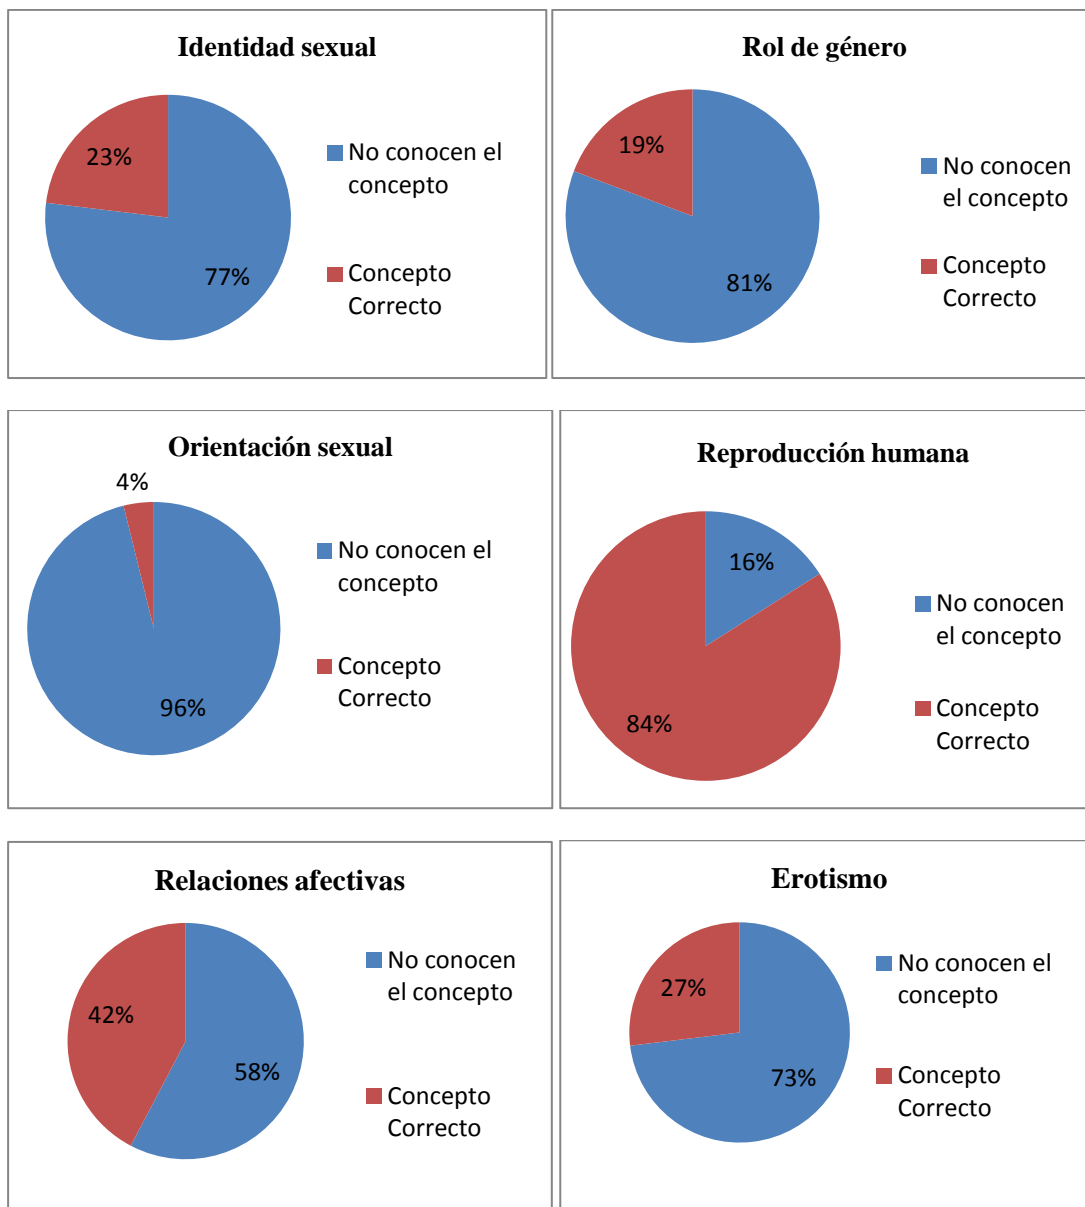 Identidad sexual
23%
77%
No conocen el
concepto
Concepto
Correcto
Rol de género
19%
81%
No conocen
el concepto
Concepto
Correcto
Orientación sexual
4%
96%
No conocen el
concepto
Concepto
Correcto
Reproducción humana
16%
84%
No conocen
el concepto
Concepto
Correcto
Relaciones afectivas
42%
58%
No conocen
el concepto
Concepto
Correcto
Erotismo
27%
73%
No conocen el
concepto
Concepto
Correcto